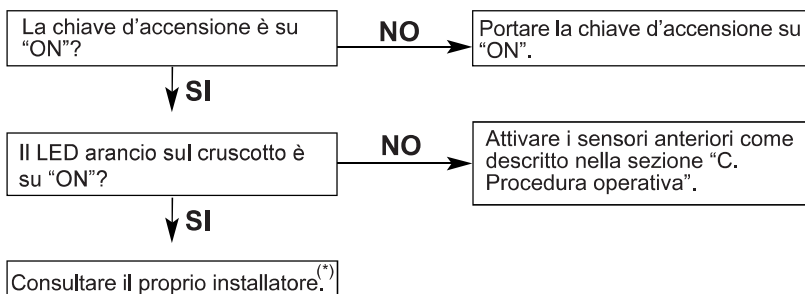 La chiave d'accensione è su
“ON”?
NO
Portare la chiave d'accensione su
“ON”.
SI
Il LED arancio sul cruscotto è
su “ON”?
NO
Attivare i sensori anteriori come
descritto nella sezione “C.
Procedura operativa”.
SI
Consultare il proprio installatore.(*)